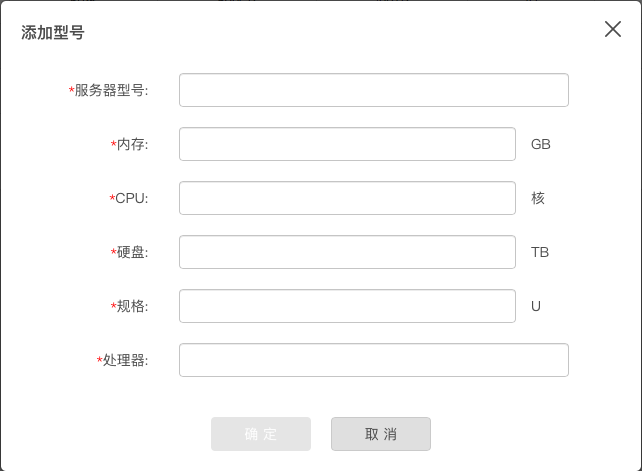 添加型号
*服务器型号:
*内存: GB
*CPU: 核
*硬盘: TB
*规格: U
*处理器:
确 定 取 消